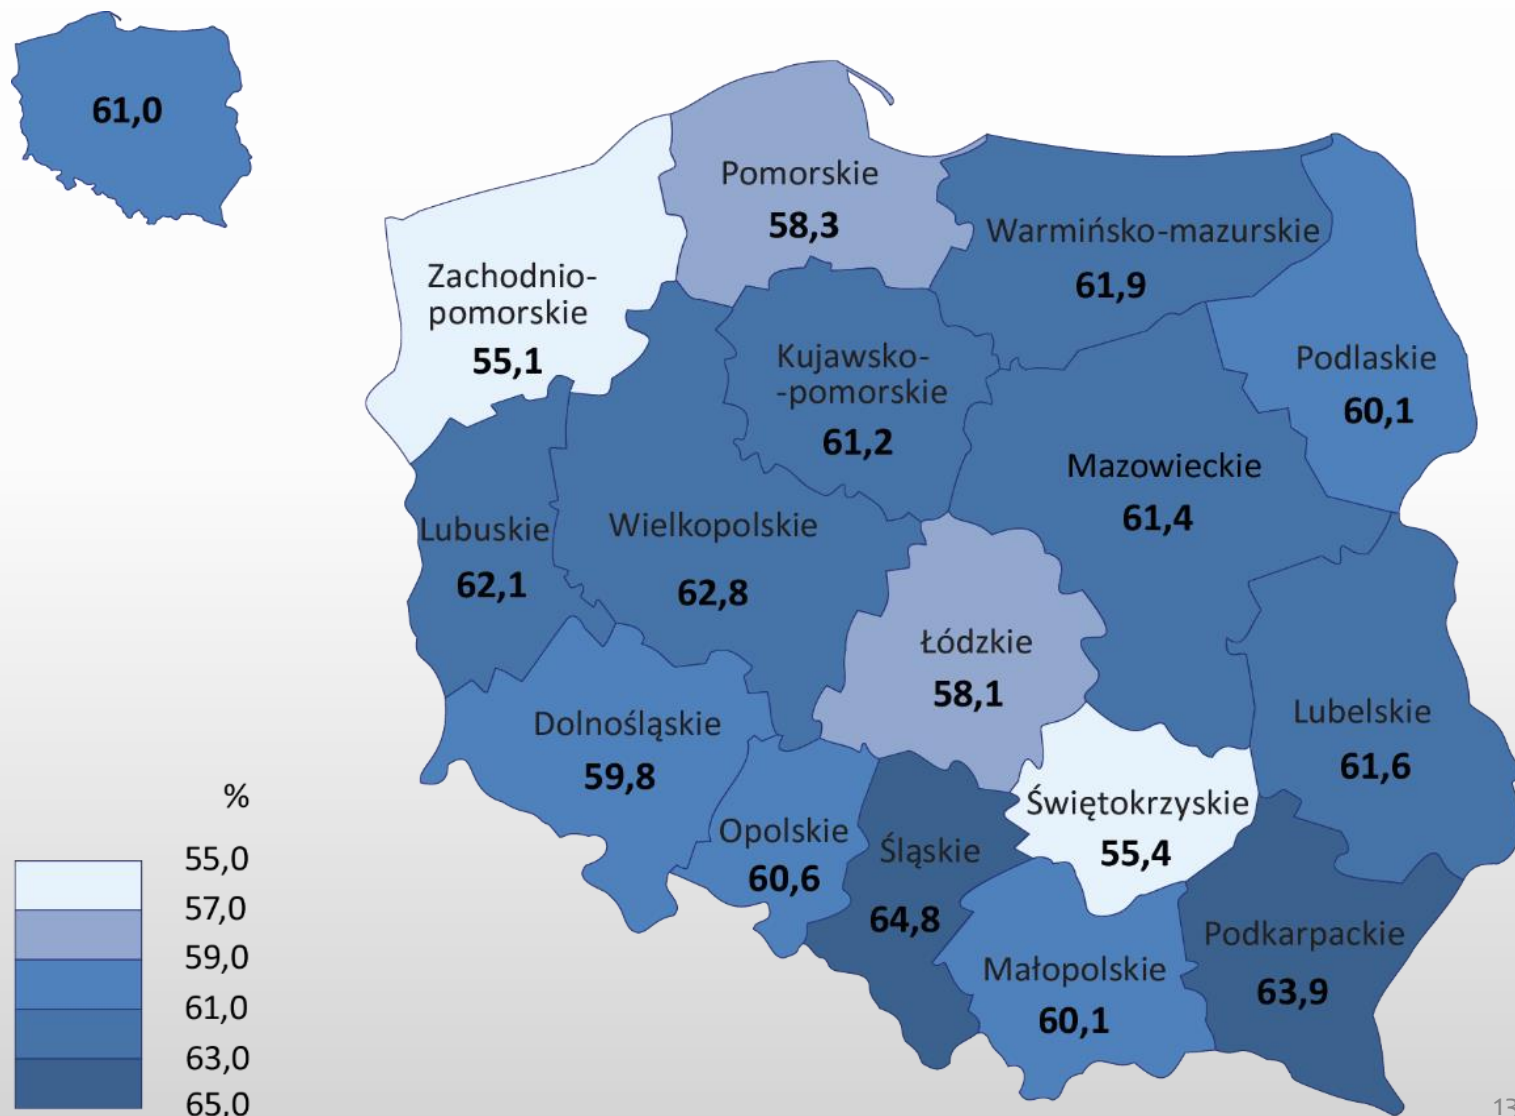 61,0
Pomorskie
58,3
Warmińsko-mazurskie
61,9
Zachodnio-
pomorskie
55,1
Kujawsko-
-pomorskie
61,2
Podlaskie
60,1
Mazowieckie
61,4
Lubuskie
62,1
Wielkopolskie
62,8
Łódzkie
58,1
Lubelskie
61,6
Dolnośląskie
59,8
Opolskie
60,6
Śląskie
64,8
Świętokrzyskie
55,4
Małopolskie
60,1
Podkarpackie
63,9
%
55,0
57,0
59,0
61,0
63,0
65,0
13